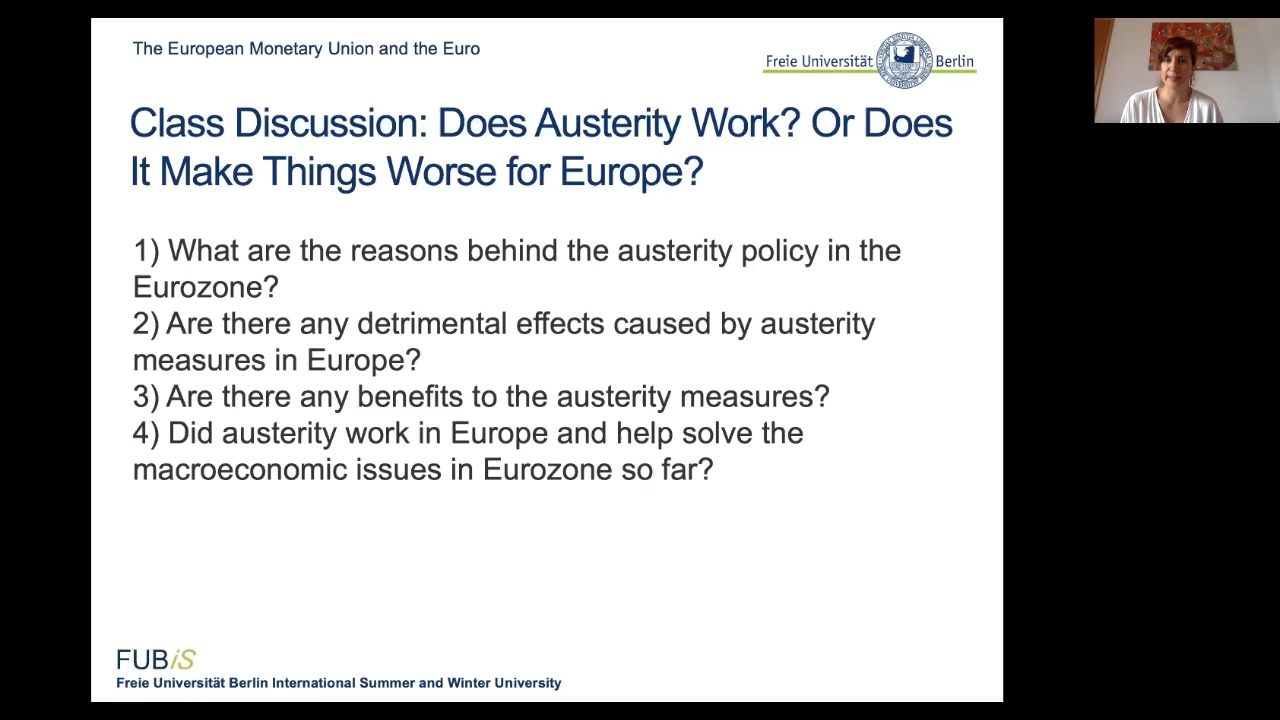 The European Monetary Union and the Euro
Freie Universität Berlin
Class Discussion: Does Austerity Work? Or Does
It Make Things Worse for Europe?
1) What are the reasons behind the austerity policy in the
Eurozone?
2) Are there any detrimental effects caused by austerity
measures in Europe?
3) Are there any benefits to the austerity measures?
4) Did austerity work in Europe and help solve the
macroeconomic issues in Eurozone so far?
FUBiS
Freie Universität Berlin International Summer and Winter University